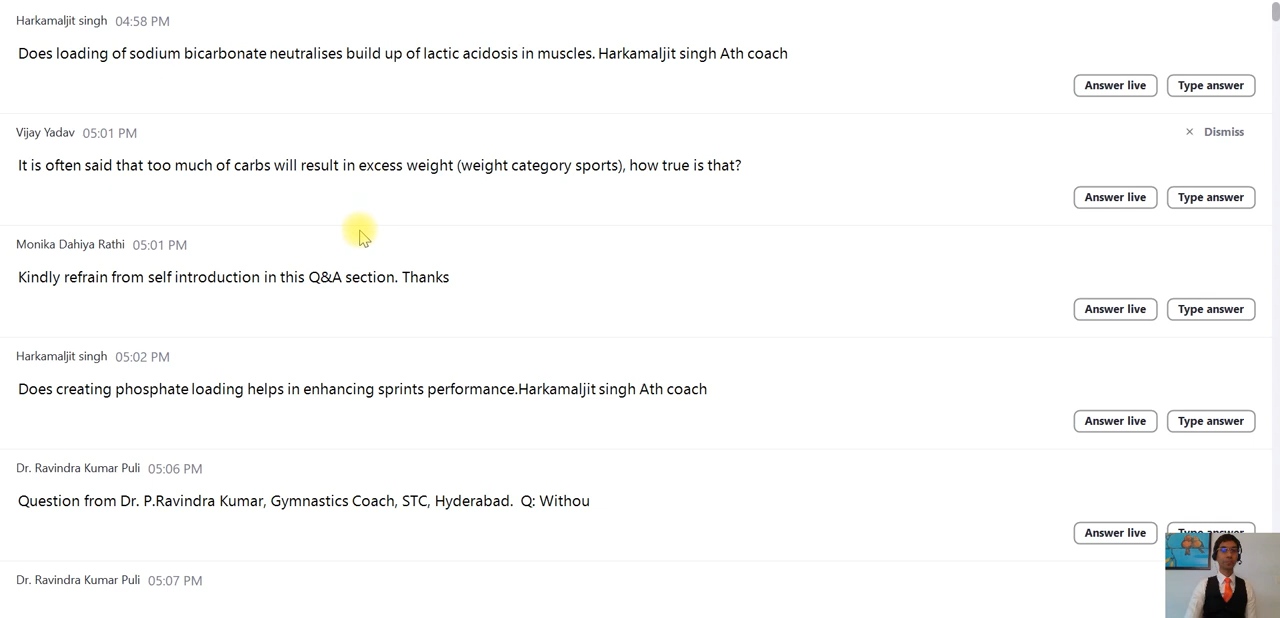 Harkamaljit singh 04:58 PM
Does loading of sodium bicarbonate neutralises build up of lactic acidosis in muscles. Harkamaljit singh Ath coach
Answer live Type answer
Vijay Yadav 05:01 PM × Dismiss
It is often said that too much of carbs will result in excess weight (weight category sports), how true is that?
Answer live Type answer
Monika Dahiya Rathi 05:01 PM
Kindly refrain from self introduction in this Q&A section. Thanks
Answer live Type answer
Harkamaljit singh 05:02 PM
Does creating phosphate loading helps in enhancing sprints performance.Harkamaljit singh Ath coach
Answer live Type answer
Dr. Ravindra Kumar Puli 05:06 PM
Question from Dr. P.Ravindra Kumar, Gymnastics Coach, STC, Hyderabad. Q: Withou
Answer live Type answer
Dr. Ravindra Kumar Puli 05:07 PM